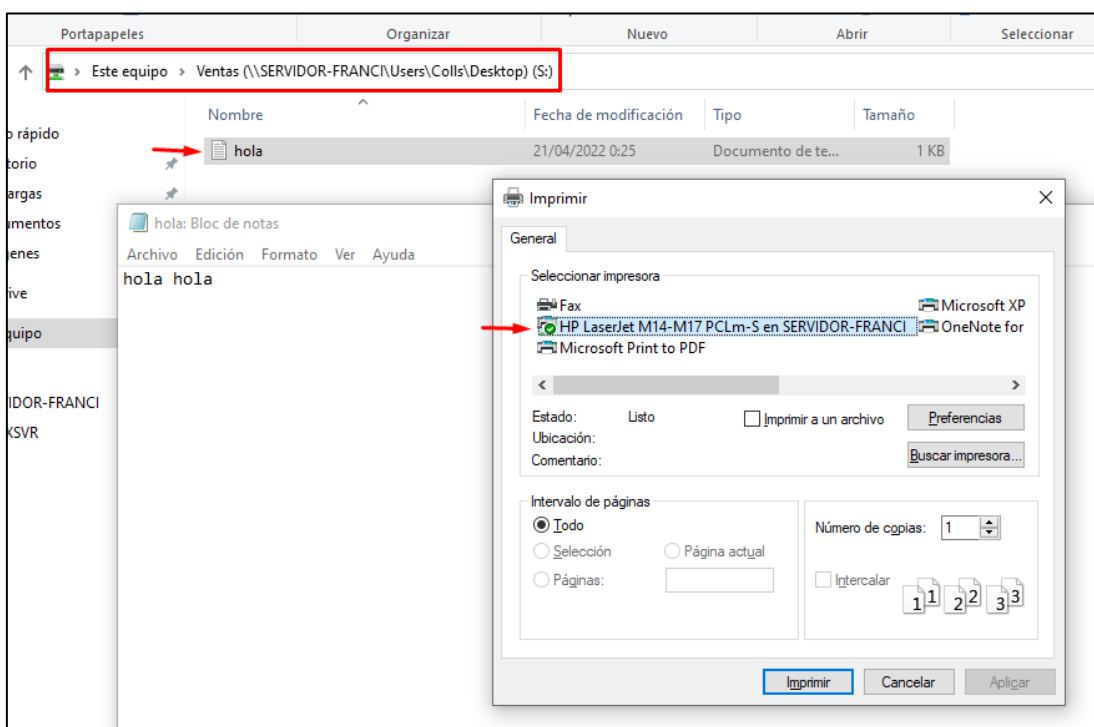 Portapapeles Organizar Nuevo Abrir Seleccionar
Este equipo > Ventas (\\SERVIDOR-FRANCI\Users\Colls\Desktop) (S:)
Nombre Fecha de modificación Tipo Tamaño
hola 21/04/2022 0:25 Documento de te... 1 KB
o rápido
torio
argas
umentos
genes
rive
quipo
IDOR-FRANCI
KSVR
hola: Bloc de notas
Archivo Edición Formato Ver Ayuda
hola hola
Imprimir
General
Seleccionar impresora
Fax Microsoft XP
HP LaserJet M14-M17 PCLm-S en SERVIDOR-FRANCI OneNote for
Microsoft Print to PDF
Estado: Listo Imprimir a un archivo Preferencias
Ubicación:
Comentario: Buscar impresora...
Intervalo de páginas
Todo
Selección Página actual
Páginas:
Número de copias: 1
Intercalar
1 1 2 2 3 3
Imprimir Cancelar Aplicar